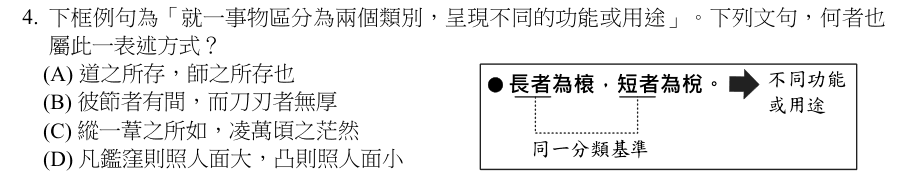 4. 下框例句為「就一事物區分為兩個類別，呈現不同的功能或用途」。下列文句，何者也
屬此一表述方式？
(A) 道之所存，師之所存也
(B) 彼節者有間，而刀刃者無厚
(C) 縱一葦之所如，凌萬頃之茫然
(D) 凡鑑窪則照人面大，凸則照人面小
●長者為榱，短者為梲。
不同功能
或用途
同一分類基準